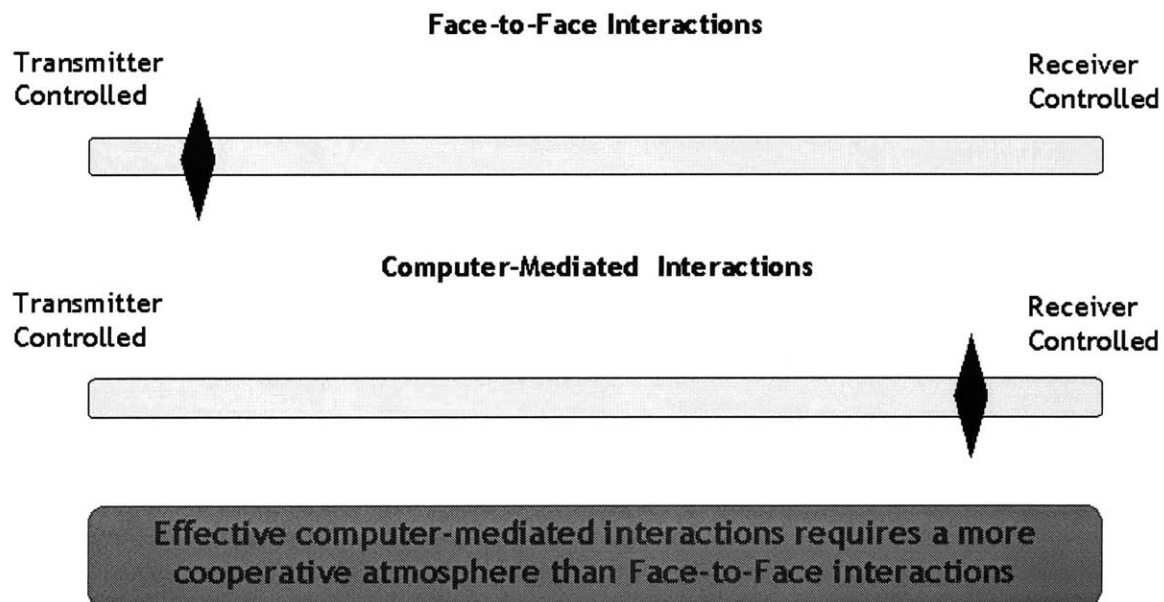 Face-to-Face Interactions
Transmitter
Controlled
Receiver
Controlled
Computer-Mediated Interactions
Transmitter
Controlled
Receiver
Controlled
Effective computer-mediated interactions requires a more
cooperative atmosphere than Face-to-Face interactions